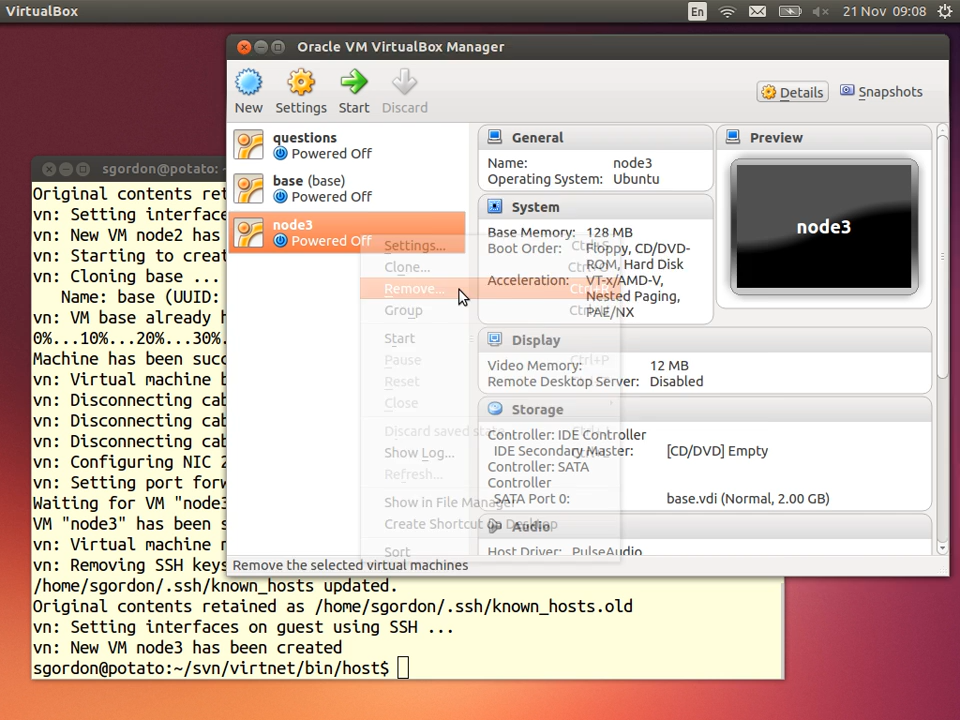 VirtualBox
En
21 Nov 09:08
Oracle VM VirtualBox Manager
New
Settings
Start
Discard
Details
Snapshots
questions
Powered Off
base (base)
Powered Off
node3
Powered Off
General
Name: node3
Operating System: Ubuntu
System
Base Memory: 128 MB
Boot Order: Floppy, CD/DVD-
ROM, Hard Disk
Acceleration: VT-x/AMD-V,
Nested Paging,
PAE/NX
Preview
node3
Display
Video Memory: 12 MB
Remote Desktop Server: Disabled
Storage
Controller: IDE Controller
IDE Secondary Master: [CD/DVD] Empty
Controller: SATA
Controller
SATA Port 0: base.vdi (Normal, 2.00 GB)
Audio
Host Driver: PulseAudio
Settings...
Clone...
Remove... Ctrl+R
Group
Start
Pause Ctrl+P
Reset
Close
Discard saved state
Show Log...
Refresh...
Show in File Manager
Create Shortcut on Desktop
Sort
Remove the selected virtual machines
sgordon@potato:
Original contents ret
vn: Setting interface
vn: New VM node2 has
vn: Starting to creat
vn: Cloning base ...
Name: base (UUID:
vn: VM base already h
0%...10%...20%...30%.
Machine has been succ
vn: Virtual machine b
vn: Disconnecting cab
vn: Disconnecting cab
vn: Disconnecting cab
vn: Configuring NIC 2
vn: Setting port forw
Waiting for VM "node3
VM "node3" has been s
vn: Virtual machine n
vn: Removing SSH keys
/home/sgordon/.ssh/known_hosts updated.
Original contents retained as /home/sgordon/.ssh/known_hosts.old
vn: Setting interfaces on guest using SSH ...
vn: New VM node3 has been created
sgordon@potato:~/svn/virtnet/bin/host$